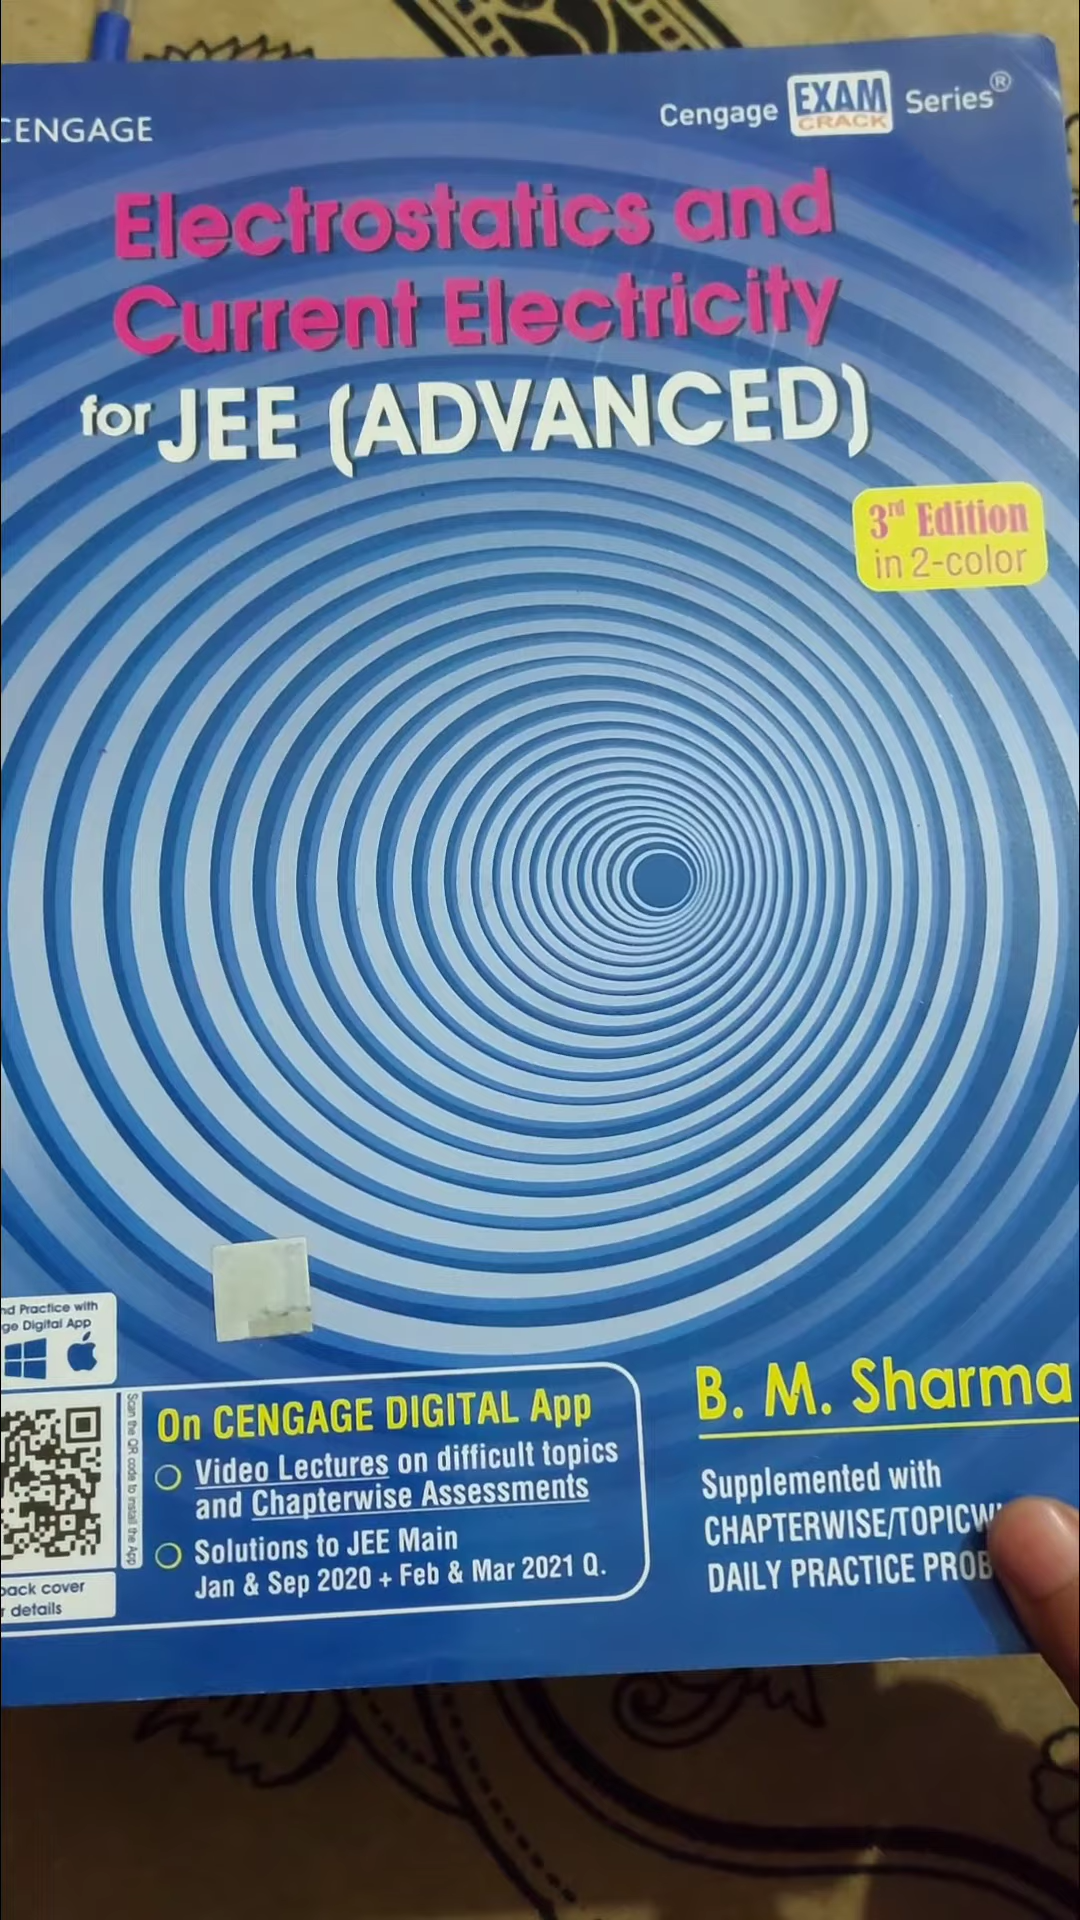 CENGAGE
Cengage EXAM CRACK Series®
Electrostatics and
Current Electricity
for JEE (ADVANCED)
3rd Edition
in 2-color
Practice with
Digital App
Scan the QR code to install the App
back cover
details
On CENGAGE DIGITAL App
Video Lectures on difficult topics
and Chapterwise Assessments
Solutions to JEE Main
Jan & Sep 2020 + Feb & Mar 2021 Q.
B. M. Sharma
Supplemented with
CHAPTERWISE/TOPICW
DAILY PRACTICE PROB